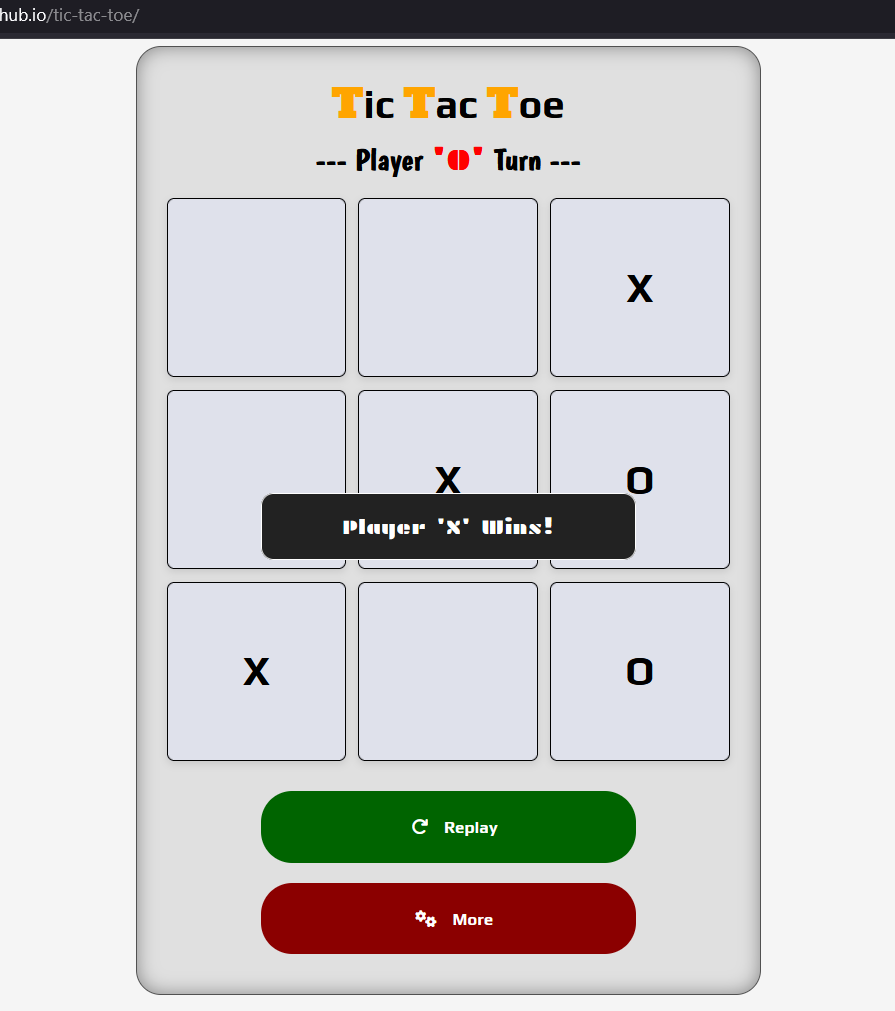 hub.io/tic-tac-toe/
Tic Tac Toe
--- Player 'O' Turn ---
X
X O
Player 'X' Wins!
X O
Replay
More